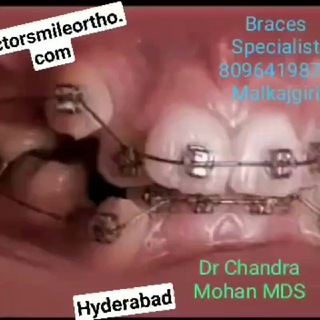 ctorsmileortho.
com
Braces
Specialist
809641987
Malkajgiri
Dr Chandra
Mohan MDS
Hyderabad